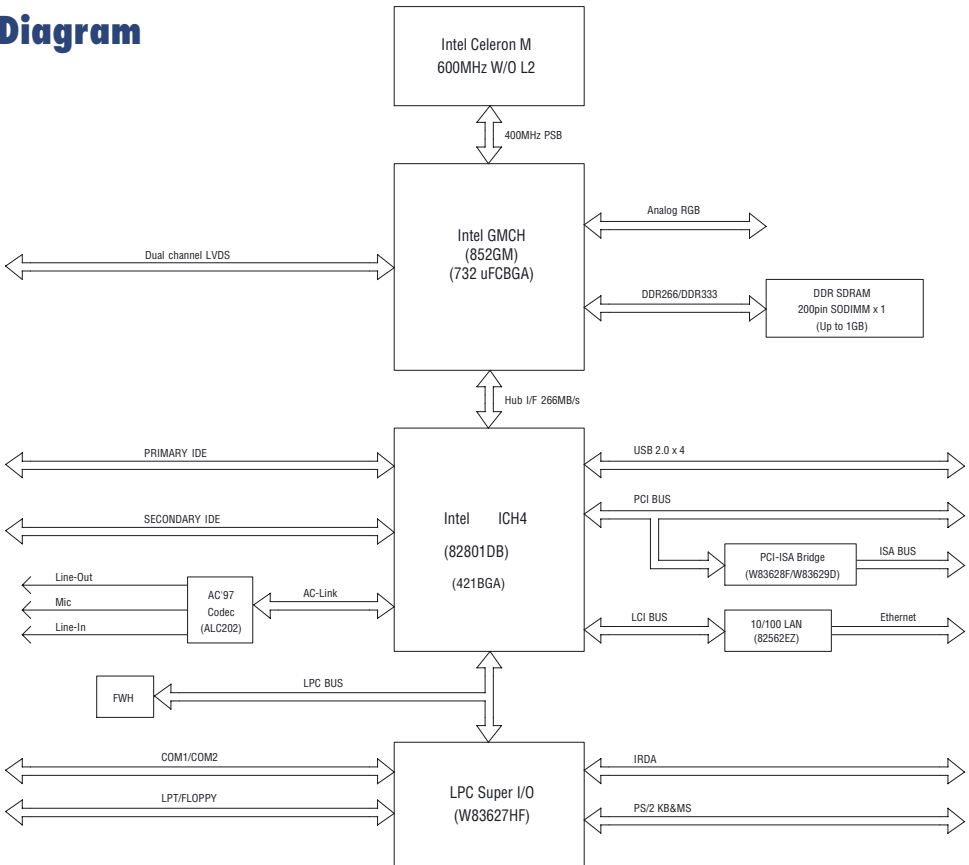 Diagram
Intel Celeron M
600MHz W/O L2
400MHz PSB
Intel GMCH
(852GM)
(732 uFCBGA)
Analog RGB
Dual channel LVDS
DDR266/DDR333
DDR SDRAM
200pin SODIMM x 1
(Up to 1GB)
Hub I/F 266MB/s
PRIMARY IDE
USB 2.0 x 4
PCI BUS
SECONDARY IDE
Intel ICH4
(82801DB)
(421BGA)
PCI-ISA Bridge
(W83628F/W83629D)
ISA BUS
Line-Out
Mic
Line-In
AC'97
Codec
(ALC202)
AC-Link
LCI BUS
10/100 LAN
(82562EZ)
Ethernet
LPC BUS
FWH
COM1/COM2
LPC Super I/O
(W83627HF)
IRDA
LPT/FLOPPY
PS/2 KB&MS